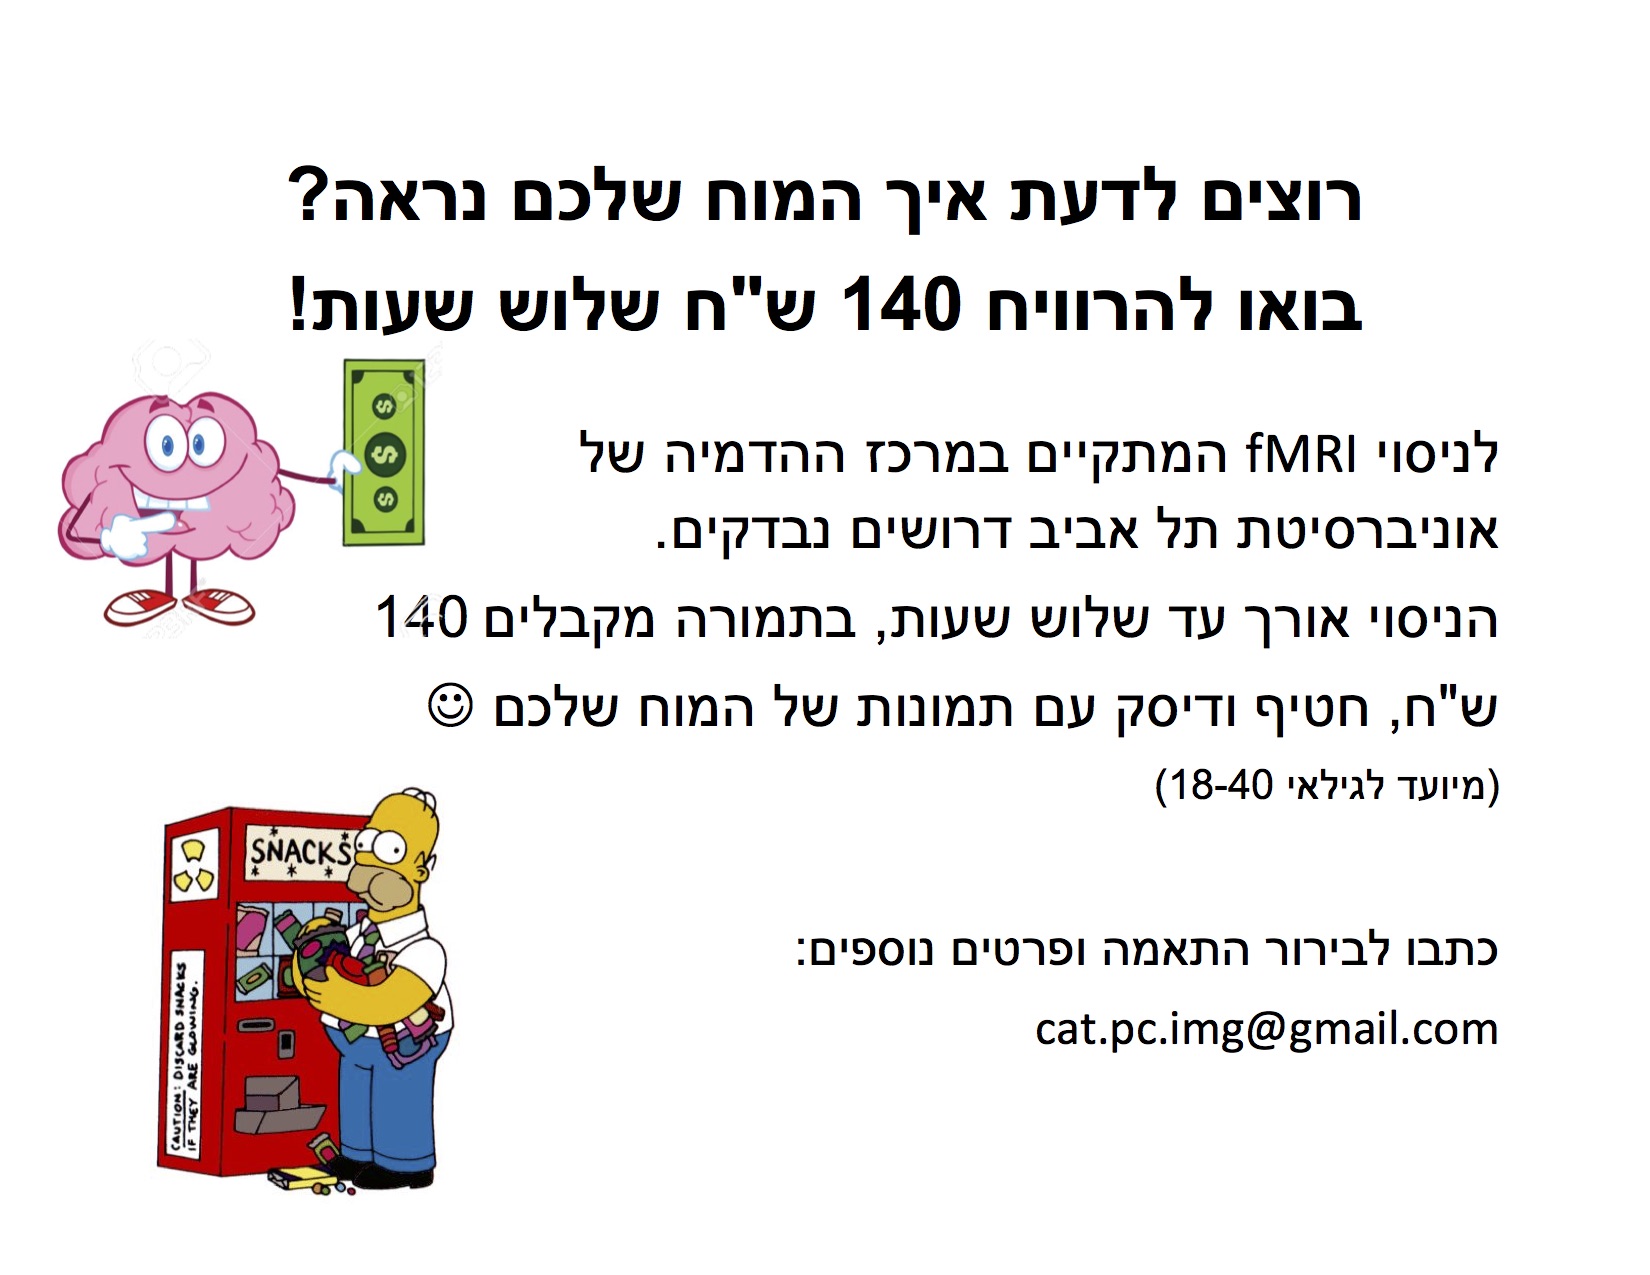 רוצים לדעת איך המוח שלכם נראה?
בואו להרוויח 140 ש"ח שלוש שעות!
לניסוי fMRI המתקיים במרכז ההדמיה של
אוניברסיטת תל אביב דרושים נבדקים.
הניסוי אורך עד שלוש שעות, בתמורה מקבלים 140
ש"ח, חטיף ודיסק עם תמונות של המוח שלכם ☺
(מיועד לגילאי 18-40)
כתבו לבירור התאמה ופרטים נוספים:
cat.pc.img@gmail.com
SNACKS
CAUTION: DISCARD SNACKS
IF THEY ARE GLOWING.
$
$
$